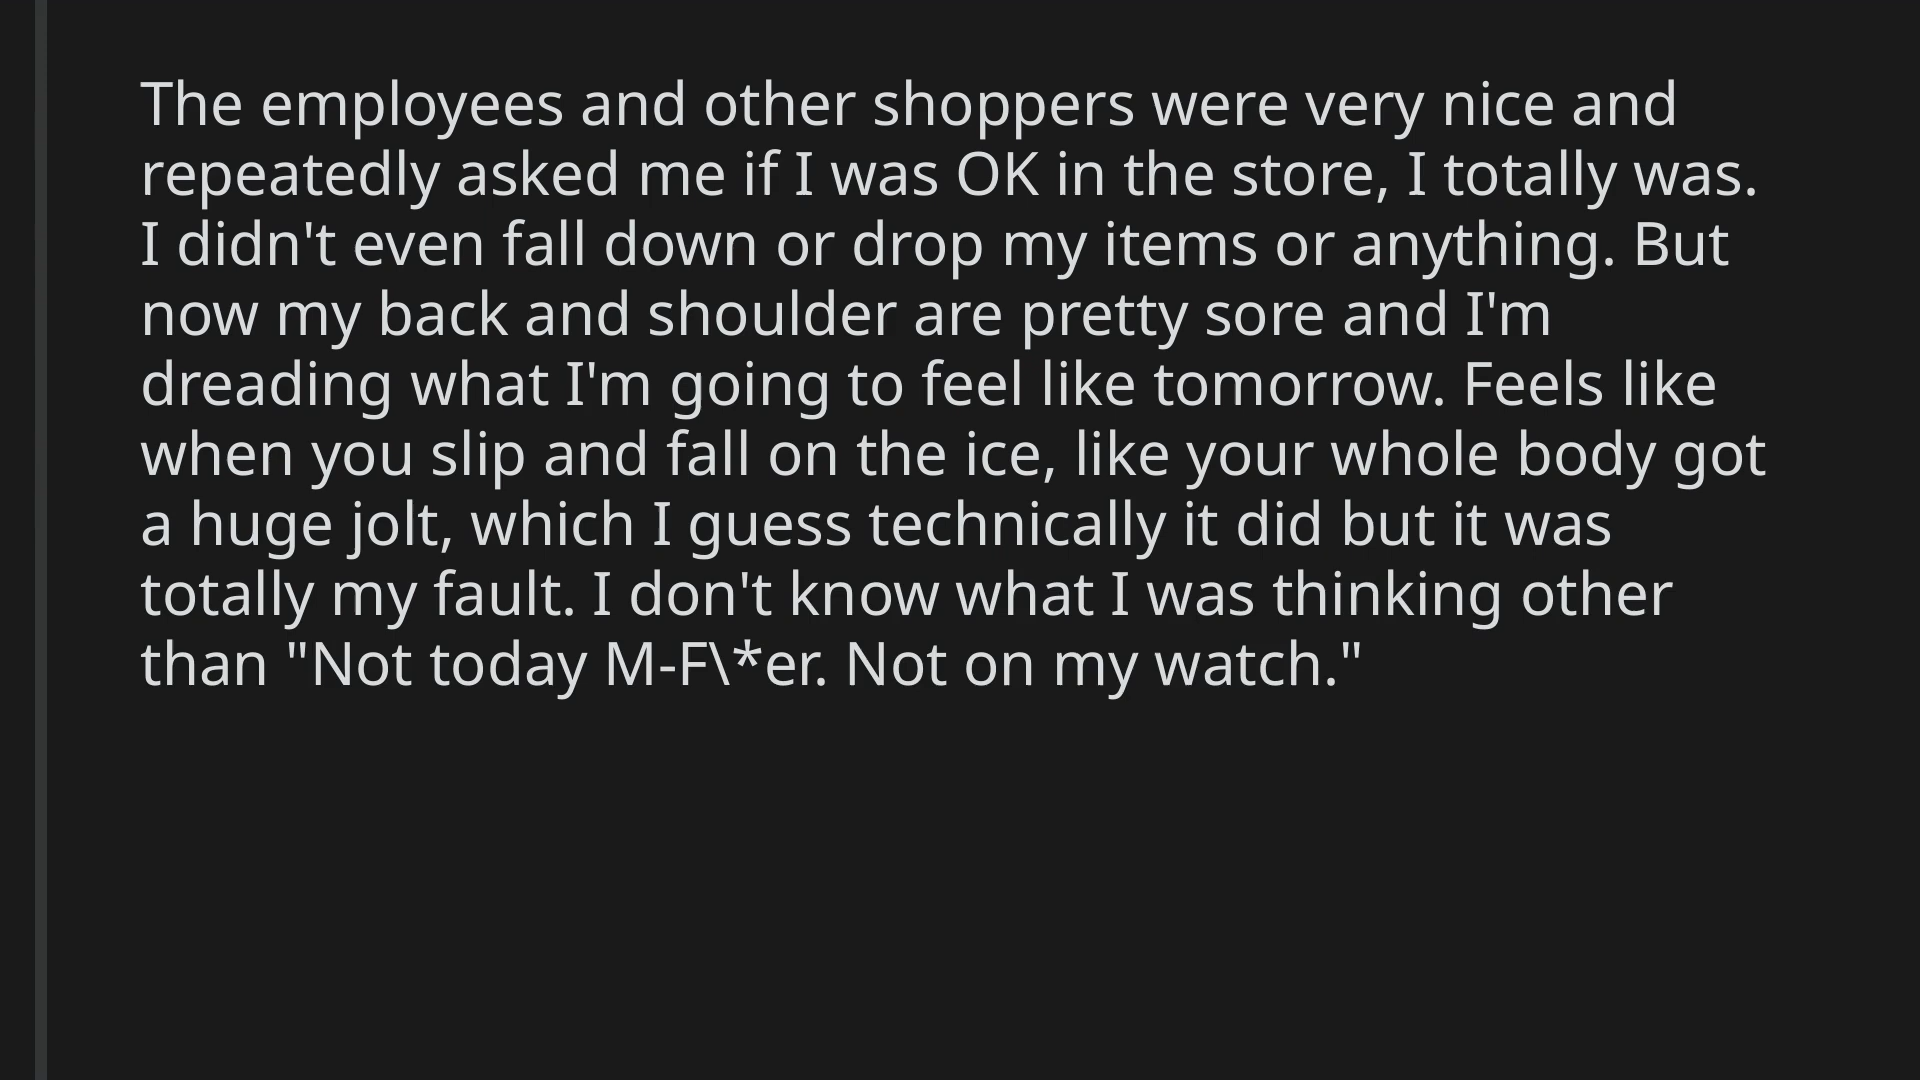 The employees and other shoppers were very nice and
repeatedly asked me if I was OK in the store, I totally was.
I didn't even fall down or drop my items or anything. But
now my back and shoulder are pretty sore and I'm
dreading what I'm going to feel like tomorrow. Feels like
when you slip and fall on the ice, like your whole body got
a huge jolt, which I guess technically it did but it was
totally my fault. I don't know what I was thinking other
than "Not today M-F\*er. Not on my watch."